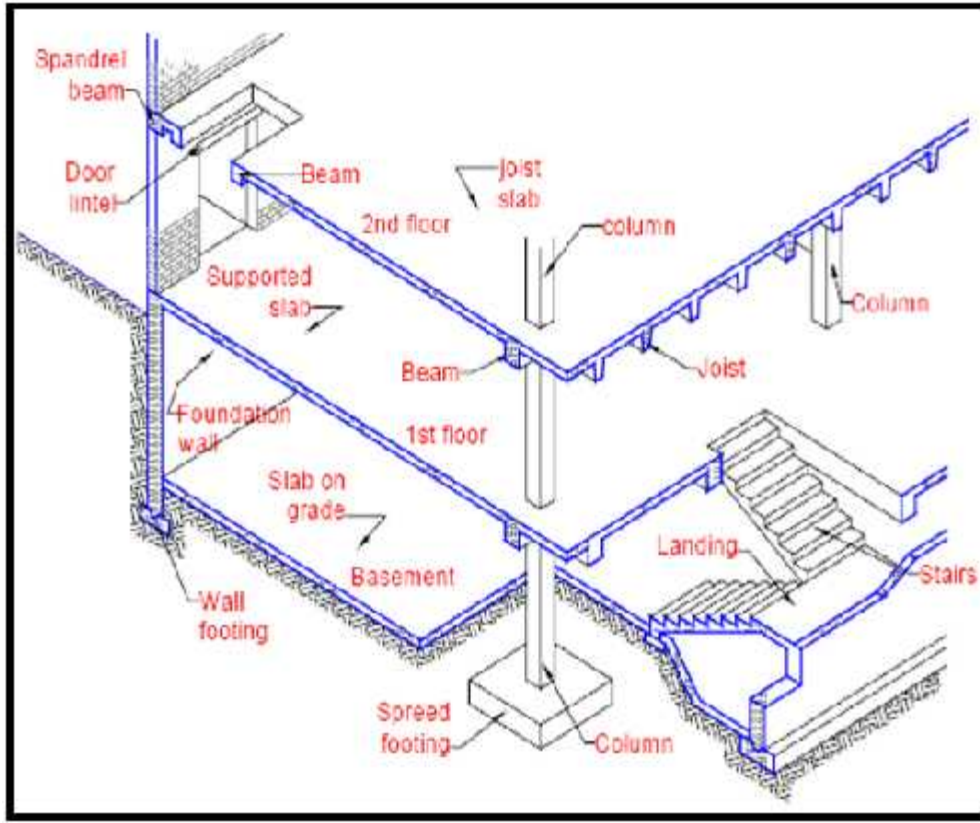 Spandrel
beam
Door
lintel
Beam
joist
slab
2nd floor
column
Supported
slab
Column
Beam
Joist
Foundation
wall
1st floor
Slab on
grade
Landing
Stairs
Basement
Wall
footing
Spreed
footing
Column